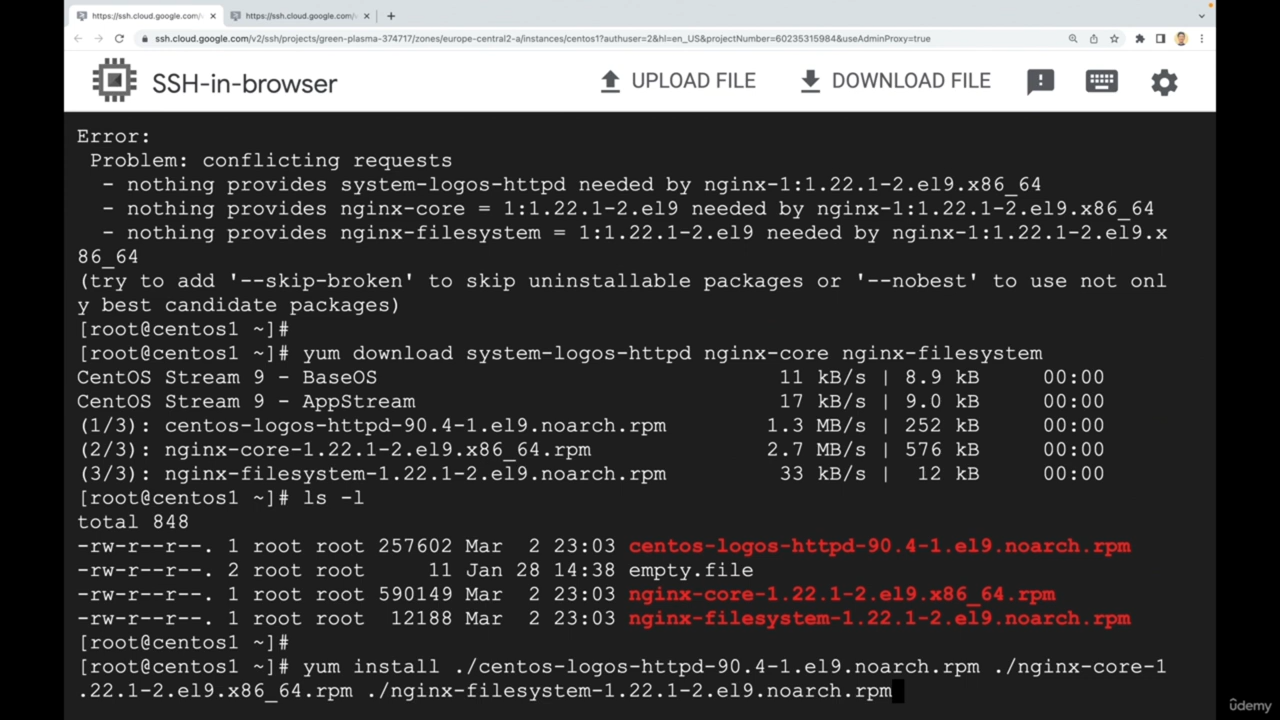 https://ssh.cloud.google.com/v
https://ssh.cloud.google.com/v
ssh.cloud.google.com/v2/ssh/projects/green-plasma-374717/zones/europe-central2-a/instances/centos1?authuser=2&hl=en_US&projectNumber=60235315984&useAdminProxy=true
SSH-in-browser
UPLOAD FILE
DOWNLOAD FILE
Error:
Problem: conflicting requests
- nothing provides system-logos-httpd needed by nginx-1:1.22.1-2.el9.x86_64
- nothing provides nginx-core = 1:1.22.1-2.el9 needed by nginx-1:1.22.1-2.el9.x86_64
- nothing provides nginx-filesystem = 1:1.22.1-2.el9 needed by nginx-1:1.22.1-2.el9.x
86_64
(try to add '--skip-broken' to skip uninstallable packages or '--nobest' to use not onl
y best candidate packages)
[root@centos1 ~]#
[root@centos1 ~]# yum download system-logos-httpd nginx-core nginx-filesystem
CentOS Stream 9 - BaseOS 11 kB/s | 8.9 kB 00:00
CentOS Stream 9 - AppStream 17 kB/s | 9.0 kB 00:00
(1/3): centos-logos-httpd-90.4-1.el9.noarch.rpm 1.3 MB/s | 252 kB 00:00
(2/3): nginx-core-1.22.1-2.el9.x86_64.rpm 2.7 MB/s | 576 kB 00:00
(3/3): nginx-filesystem-1.22.1-2.el9.noarch.rpm 33 kB/s | 12 kB 00:00
[root@centos1 ~]# ls -l
total 848
-rw-r--r--. 1 root root 257602 Mar 2 23:03 centos-logos-httpd-90.4-1.el9.noarch.rpm
-rw-r--r--. 2 root root 11 Jan 28 14:38 empty.file
-rw-r--r--. 1 root root 590149 Mar 2 23:03 nginx-core-1.22.1-2.el9.x86_64.rpm
-rw-r--r--. 1 root root 12188 Mar 2 23:03 nginx-filesystem-1.22.1-2.el9.noarch.rpm
[root@centos1 ~]#
[root@centos1 ~]# yum install ./centos-logos-httpd-90.4-1.el9.noarch.rpm ./nginx-core-1
.22.1-2.el9.x86_64.rpm ./nginx-filesystem-1.22.1-2.el9.noarch.rpm
ûdemy